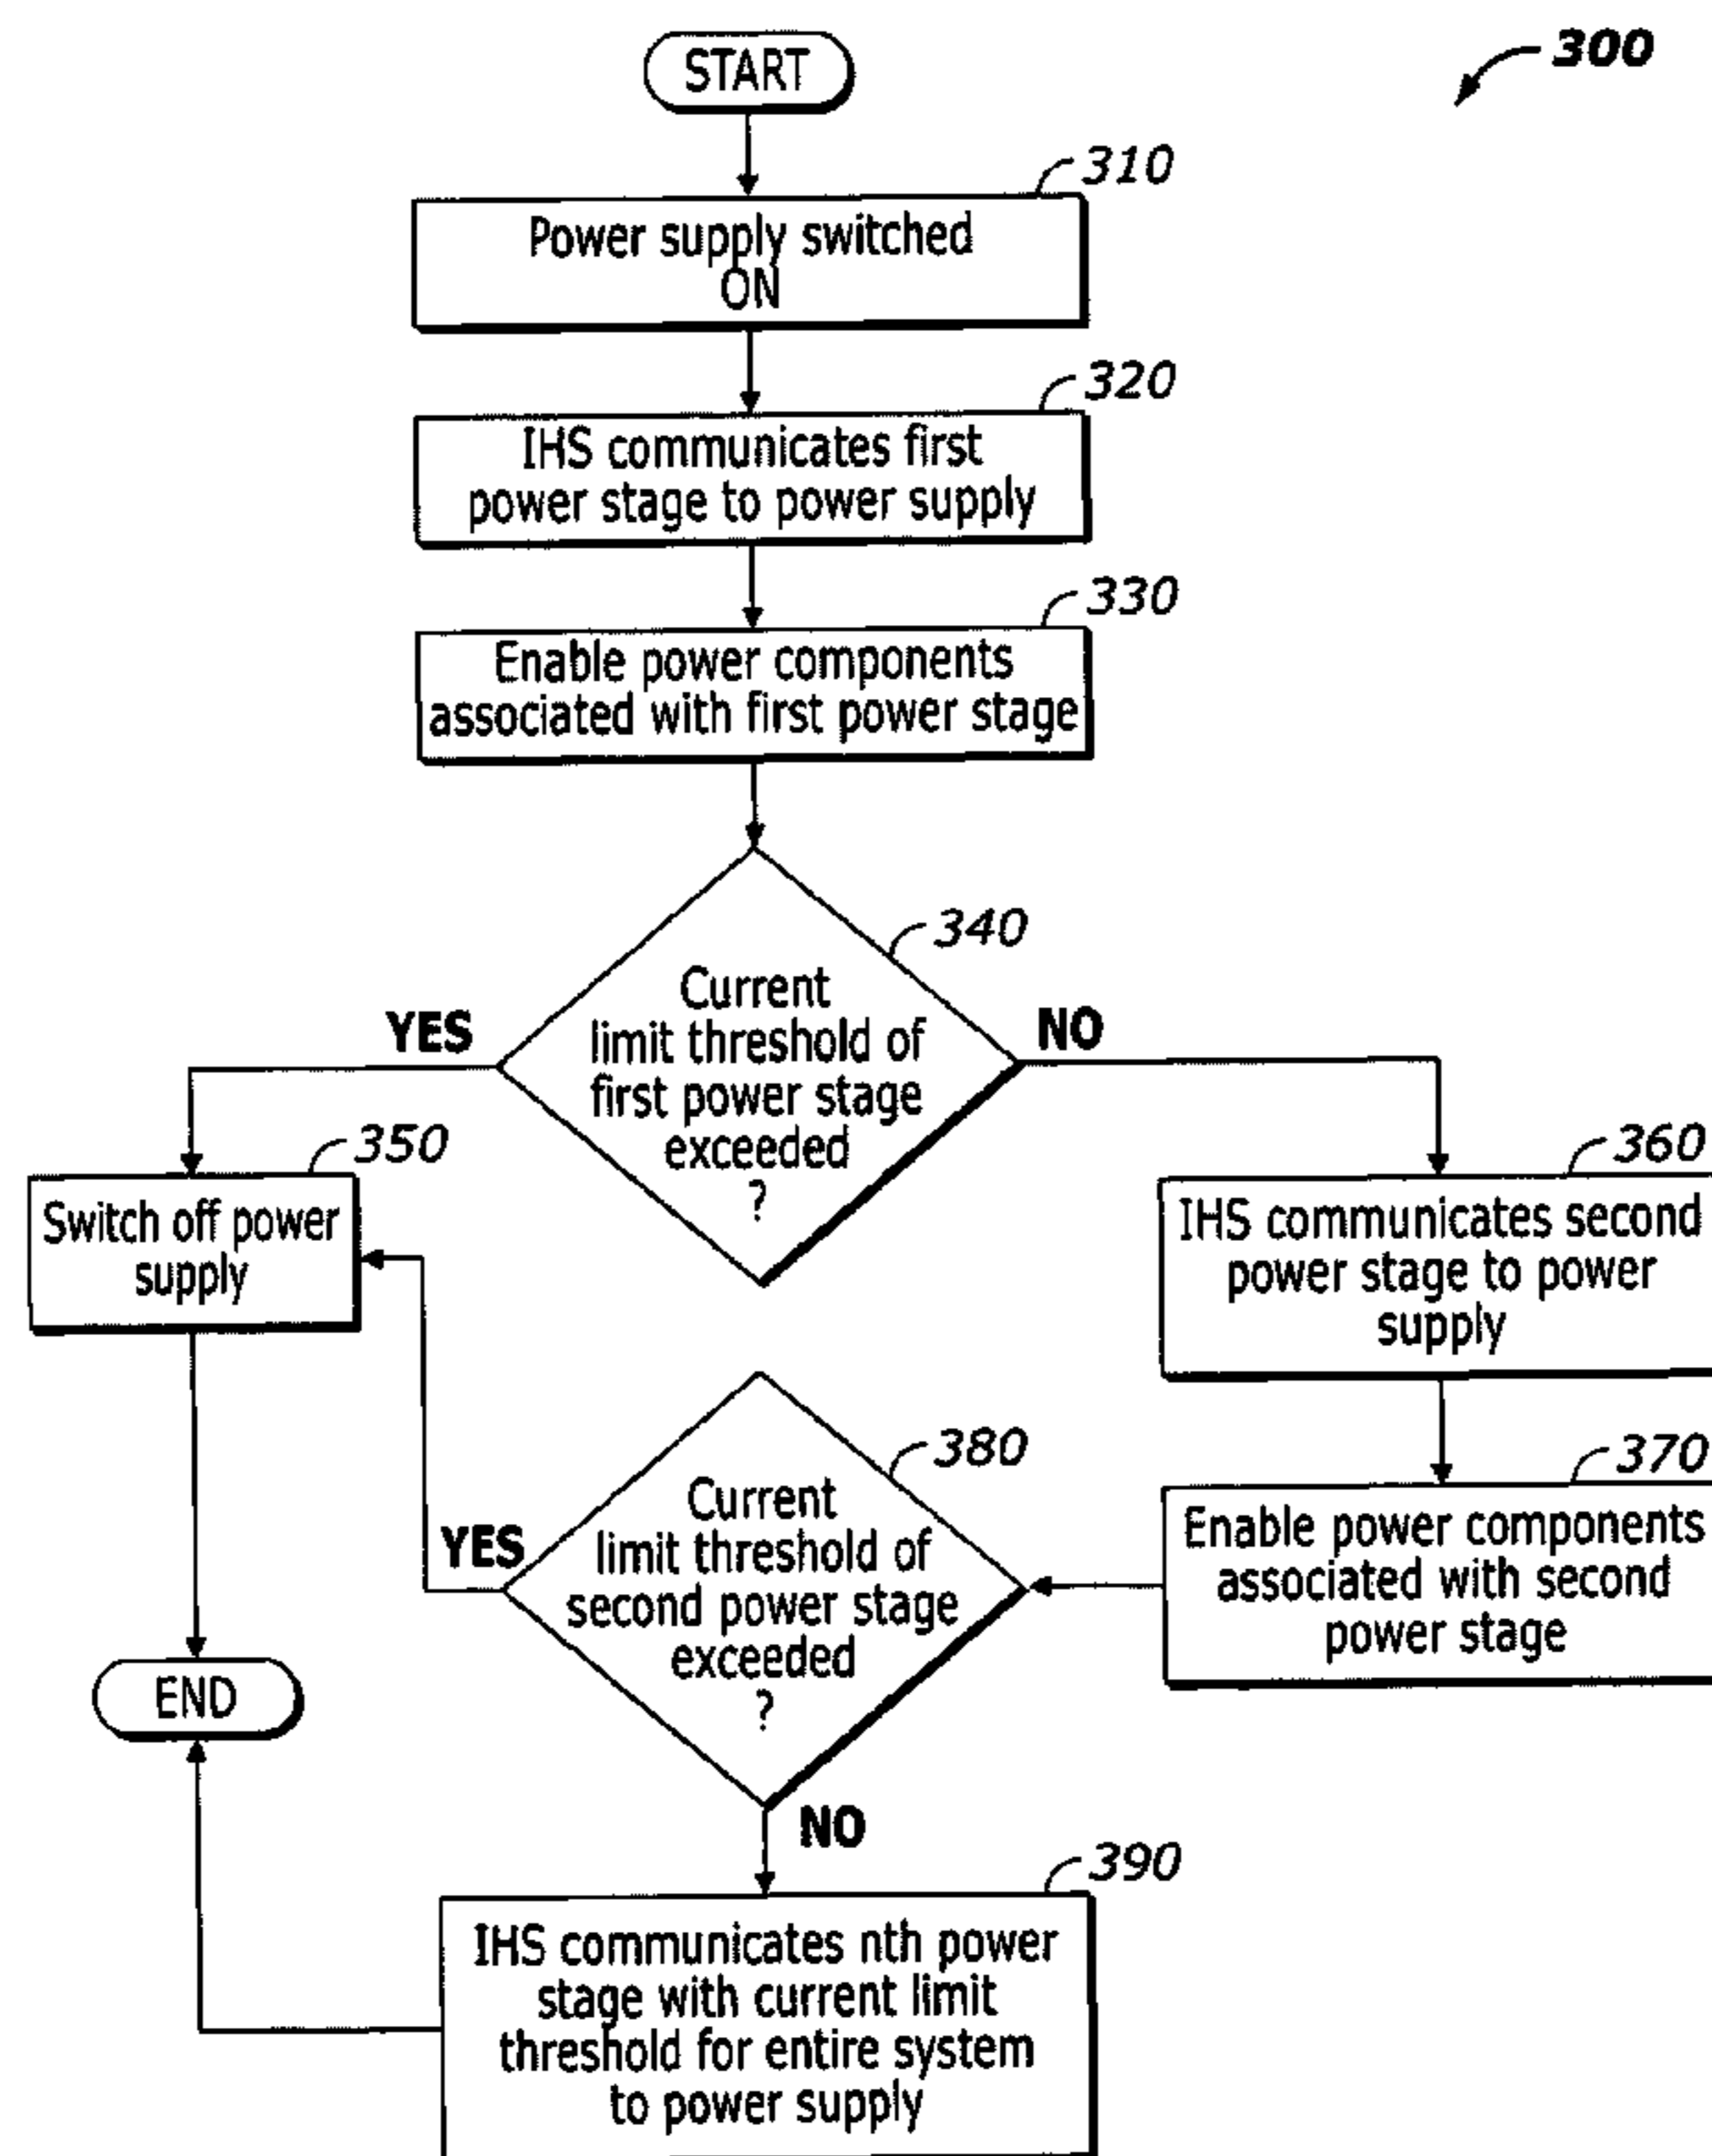 START
300
310
Power supply switched
ON
320
IHS communicates first
power stage to power supply
330
Enable power components
associated with first power stage
340
Current
limit threshold of
first power stage
exceeded
?
YES
NO
350
Switch off power
supply
360
IHS communicates second
power stage to power
supply
370
Enable power components
associated with second
power stage
380
Current
limit threshold of
second power stage
exceeded
?
YES
NO
END
390
IHS communicates nth power
stage with current limit
threshold for entire system
to power supply